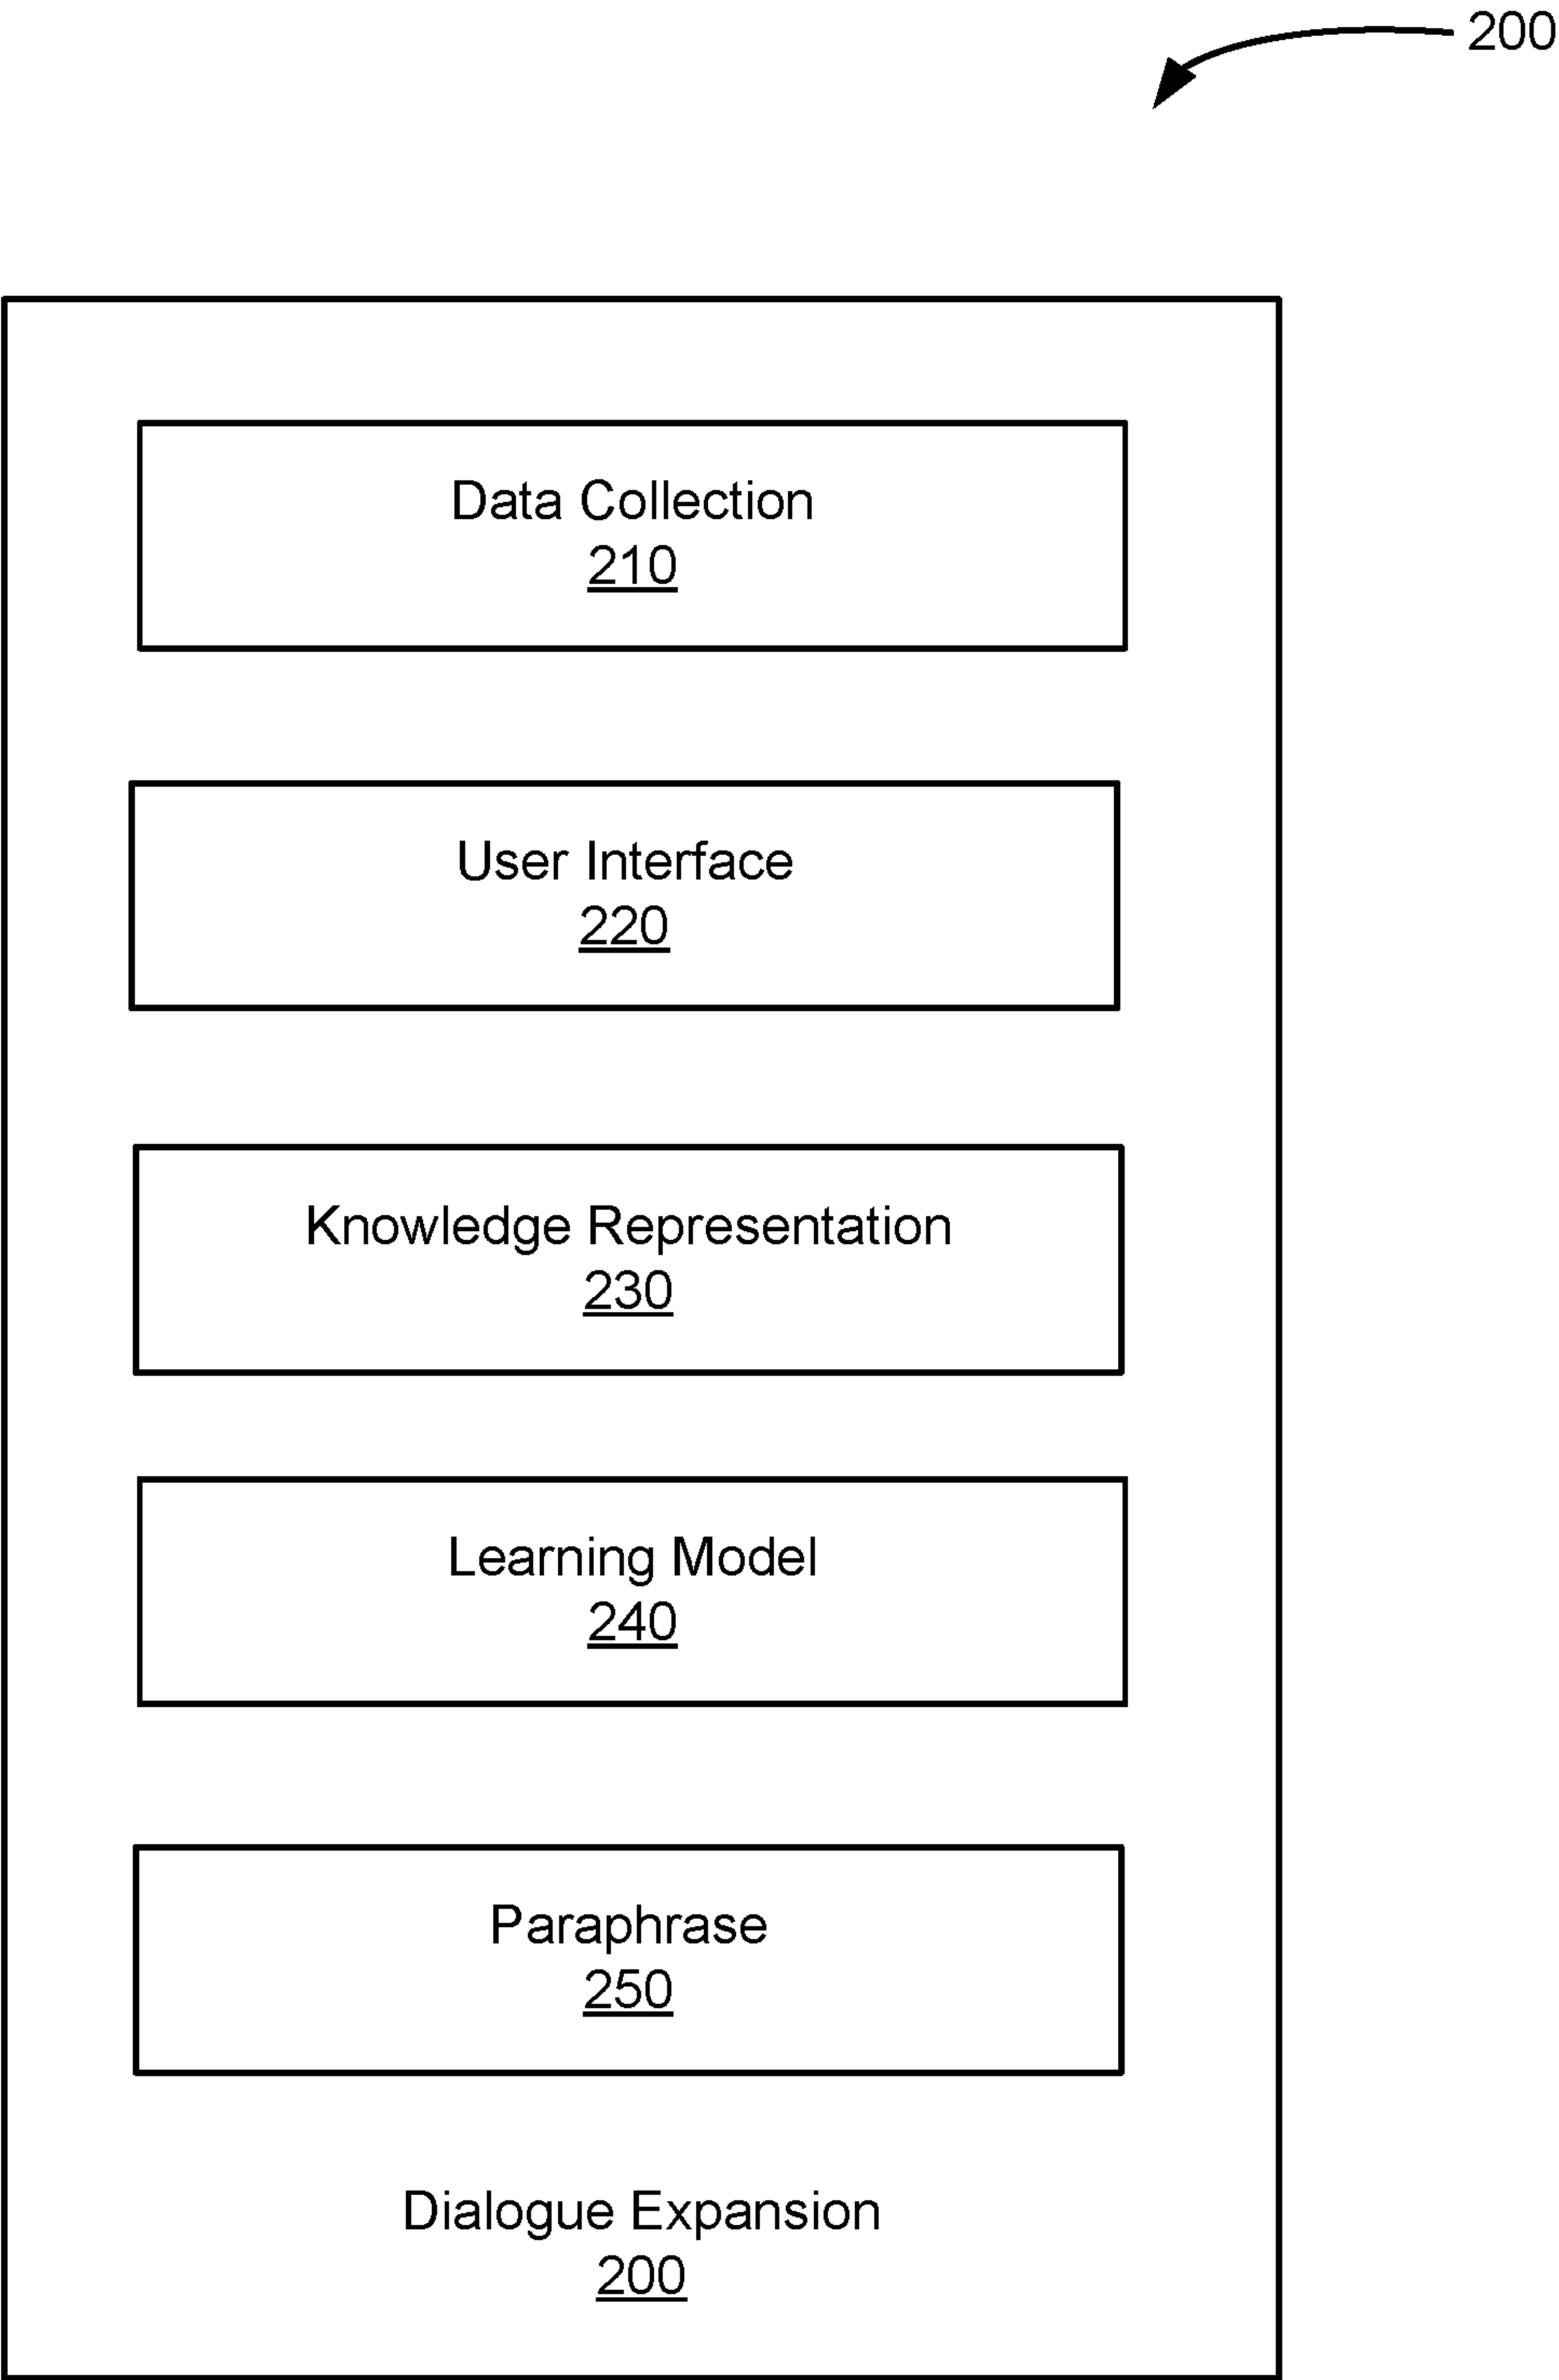 200
Data Collection
210
User Interface
220
Knowledge Representation
230
Learning Model
240
Paraphrase
250
Dialogue Expansion
200